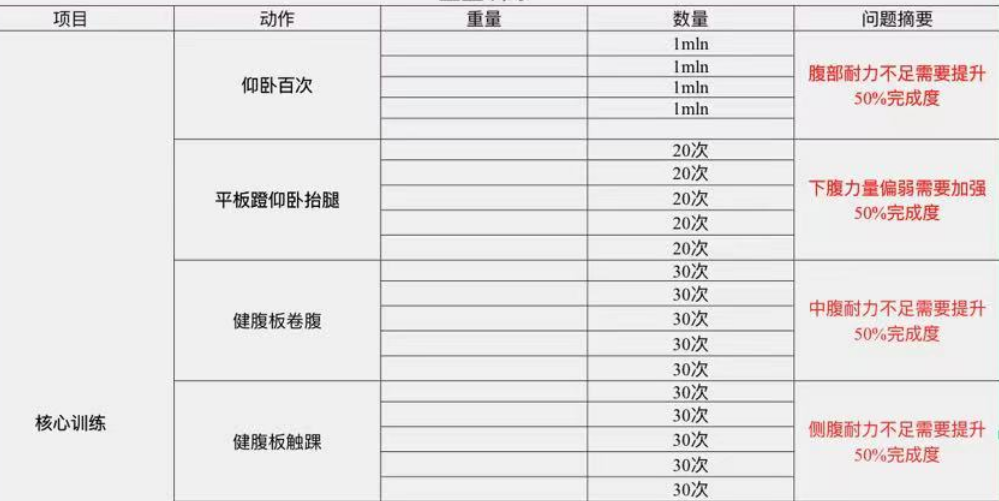 项目 动作 重量 数量 问题摘要
核心训练
仰卧百次
1mln
1mln
1mln
1mln
腹部耐力不足需要提升
50%完成度
平板蹬仰卧抬腿
20次
20次
20次
20次
20次
下腹力量偏弱需要加强
50%完成度
健腹板卷腹
30次
30次
30次
30次
30次
中腹耐力不足需要提升
50%完成度
健腹板触踝
30次
30次
30次
30次
30次
侧腹耐力不足需要提升
50%完成度